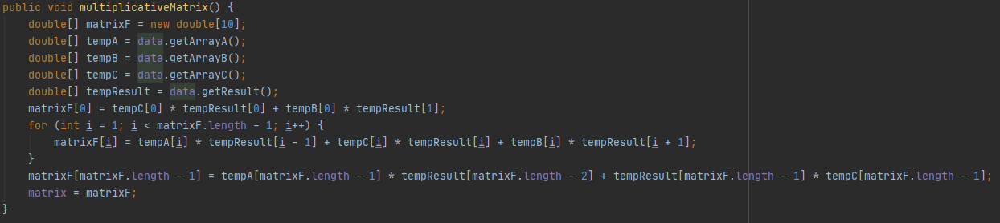 public void multiplicativeMatrix() {
    double[] matrixF = new double[10];
    double[] tempA = data.getArrayA();
    double[] tempB = data.getArrayB();
    double[] tempC = data.getArrayC();
    double[] tempResult = data.getResult();
    matrixF[0] = tempC[0] * tempResult[0] + tempB[0] * tempResult[1];
    for (int i = 1; i < matrixF.length - 1; i++) {
        matrixF[i] = tempA[i] * tempResult[i - 1] + tempC[i] * tempResult[i] + tempB[i] * tempResult[i + 1];
    }
    matrixF[matrixF.length - 1] = tempA[matrixF.length - 1] * tempResult[matrixF.length - 2] + tempResult[matrixF.length - 1] * tempC[matrixF.length - 1];
    matrix = matrixF;
}